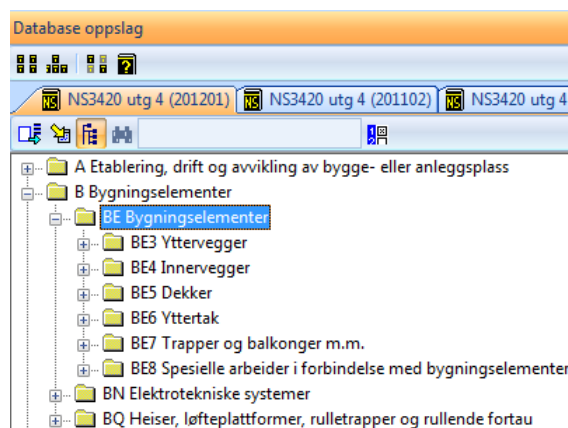 Database oppslag
NS3420 utg 4 (201201) NS3420 utg 4 (201102) NS3420 utg 4
A Etablering, drift og avvikling av bygge- eller anleggsplass
B Bygningselementer
BE Bygningselementer
BE3 Yttervegger
BE4 Innervegger
BE5 Dekker
BE6 Yttertak
BE7 Trapper og balkonger m.m.
BE8 Spesielle arbeider i forbindelse med bygningselementer
BN Elektrotekniske systemer
BQ Heiser, løfteplattformer, rulletrapper og rullende fortau